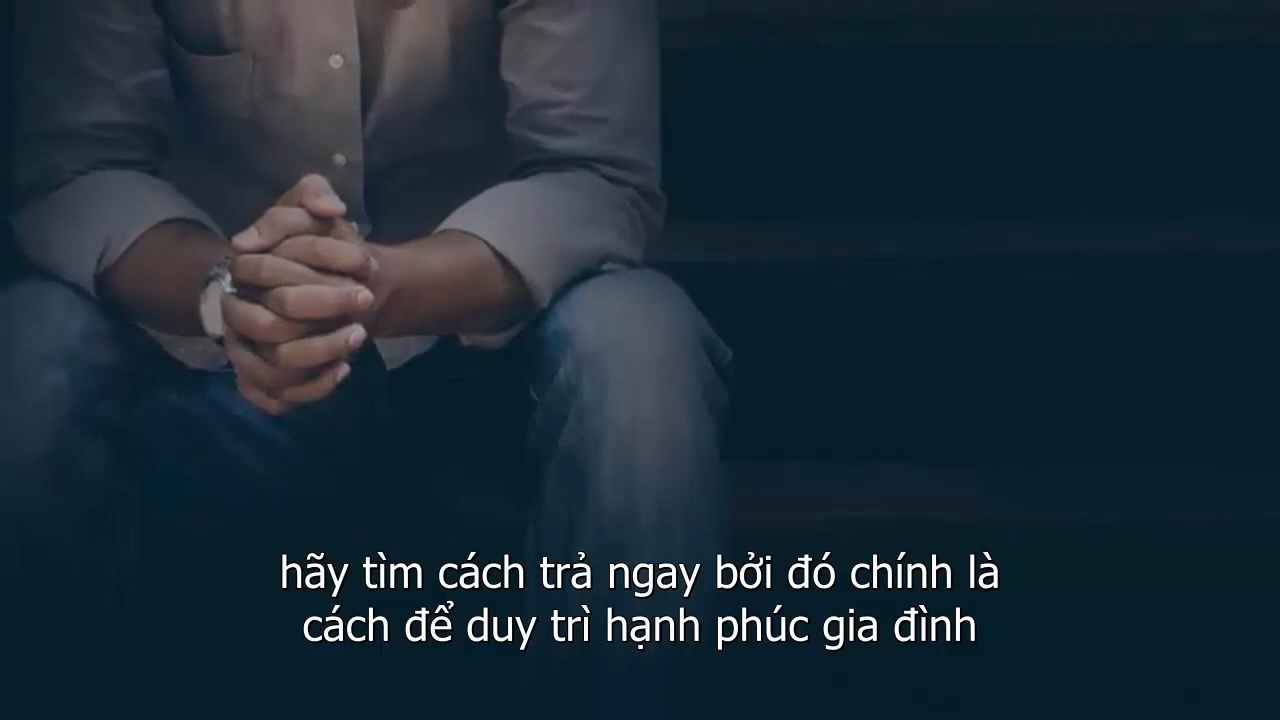 hãy tìm cách trả ngay bởi đó chính là
cách để duy trì hạnh phúc gia đình